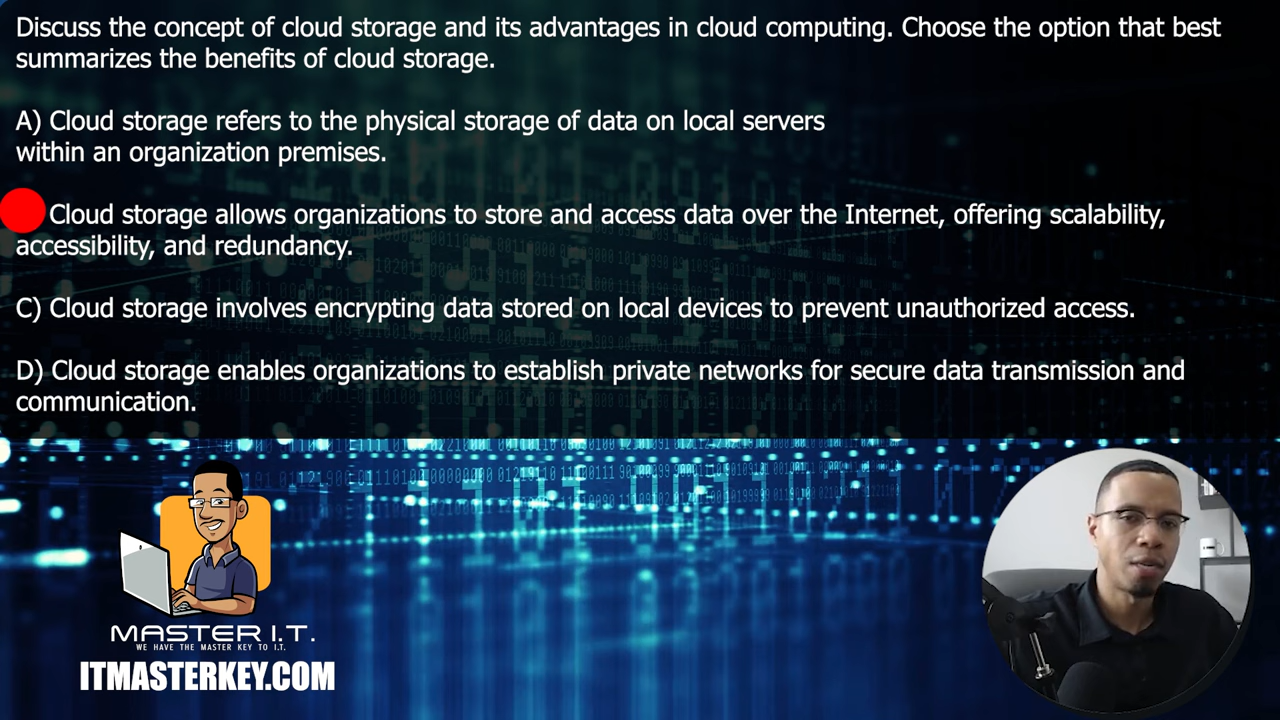 Discuss the concept of cloud storage and its advantages in cloud computing. Choose the option that best
summarizes the benefits of cloud storage.
A) Cloud storage refers to the physical storage of data on local servers
within an organization premises.
Cloud storage allows organizations to store and access data over the Internet, offering scalability,
accessibility, and redundancy.
C) Cloud storage involves encrypting data stored on local devices to prevent unauthorized access.
D) Cloud storage enables organizations to establish private networks for secure data transmission and
communication.
MASTER I.T.
WE HAVE THE MASTER KEY TO I.T.
ITMASTERKEY.COM